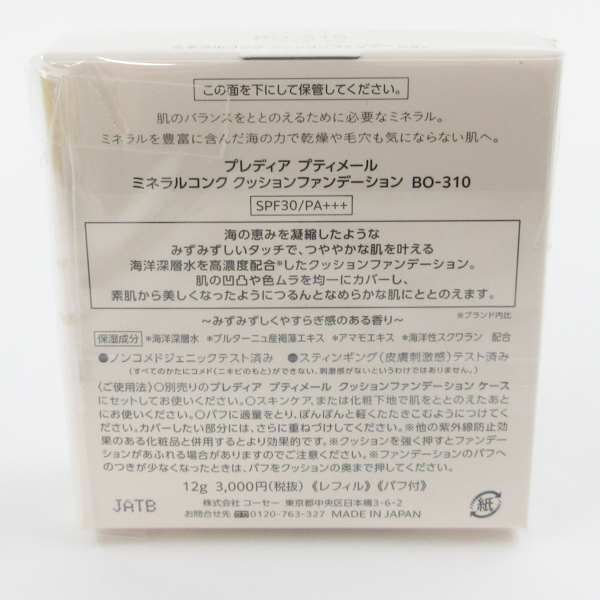 この面を下にして保管してください。
肌のバランスをととのえるために必要なミネラル。
ミネラルを豊富に含んだ海の力で乾燥や毛穴も気にならない肌へ。
プレディア プティメール
ミネラルコンク クッションファンデーション BO-310
SPF30/PA+++
海の恵みを凝縮したような
みずみずしいタッチで、つややかな肌を叶える
海洋深層水を高濃度配合*したクッションファンデーション。
肌の凹凸や色ムラを均一にカバーし、
素肌から美しくなったようにつるんとなめらかな肌にととのえます。
*ブランド内比
～みずみずしくやすらぎ感のある香り～
保湿成分 *海洋深層水 *ブルターニュ産褐藻エキス *アマモエキス *海洋性スクワラン 配合
●ノンコメドジェニックテスト済み ●スティンギング(皮膚刺激感)テスト済み
(すべてのかたにコメド(ニキビのもと)ができない、刺激感がないというわけではありません。)
〈ご使用法〉○別売りのプレディア プティメール クッションファンデーション ケース
にセットしてお使いください。○スキンケア、または化粧下地で肌をととのえたあと
にお使いください。○パフに適量をとり、ぽんぽんと軽くたたきこむようにつけてく
ださい。カバーしたい部分には、さらに重ねづけしてください。※他の紫外線防止効
果のある化粧品と併用するとより効果的です。※クッションを強く押すとファンデー
ションがあふれる場合がありますのでご注意ください。※ファンデーションのパフへ
のつきが少なくなったときは、パフをクッションの奥まで押してください。
12g 3,000円(税抜) 《レフィル》《パフ付》
株式会社 コーセー 東京都中央区日本橋3-6-2
お問合せ先 0120-763-327 MADE IN JAPAN
JATB
紙